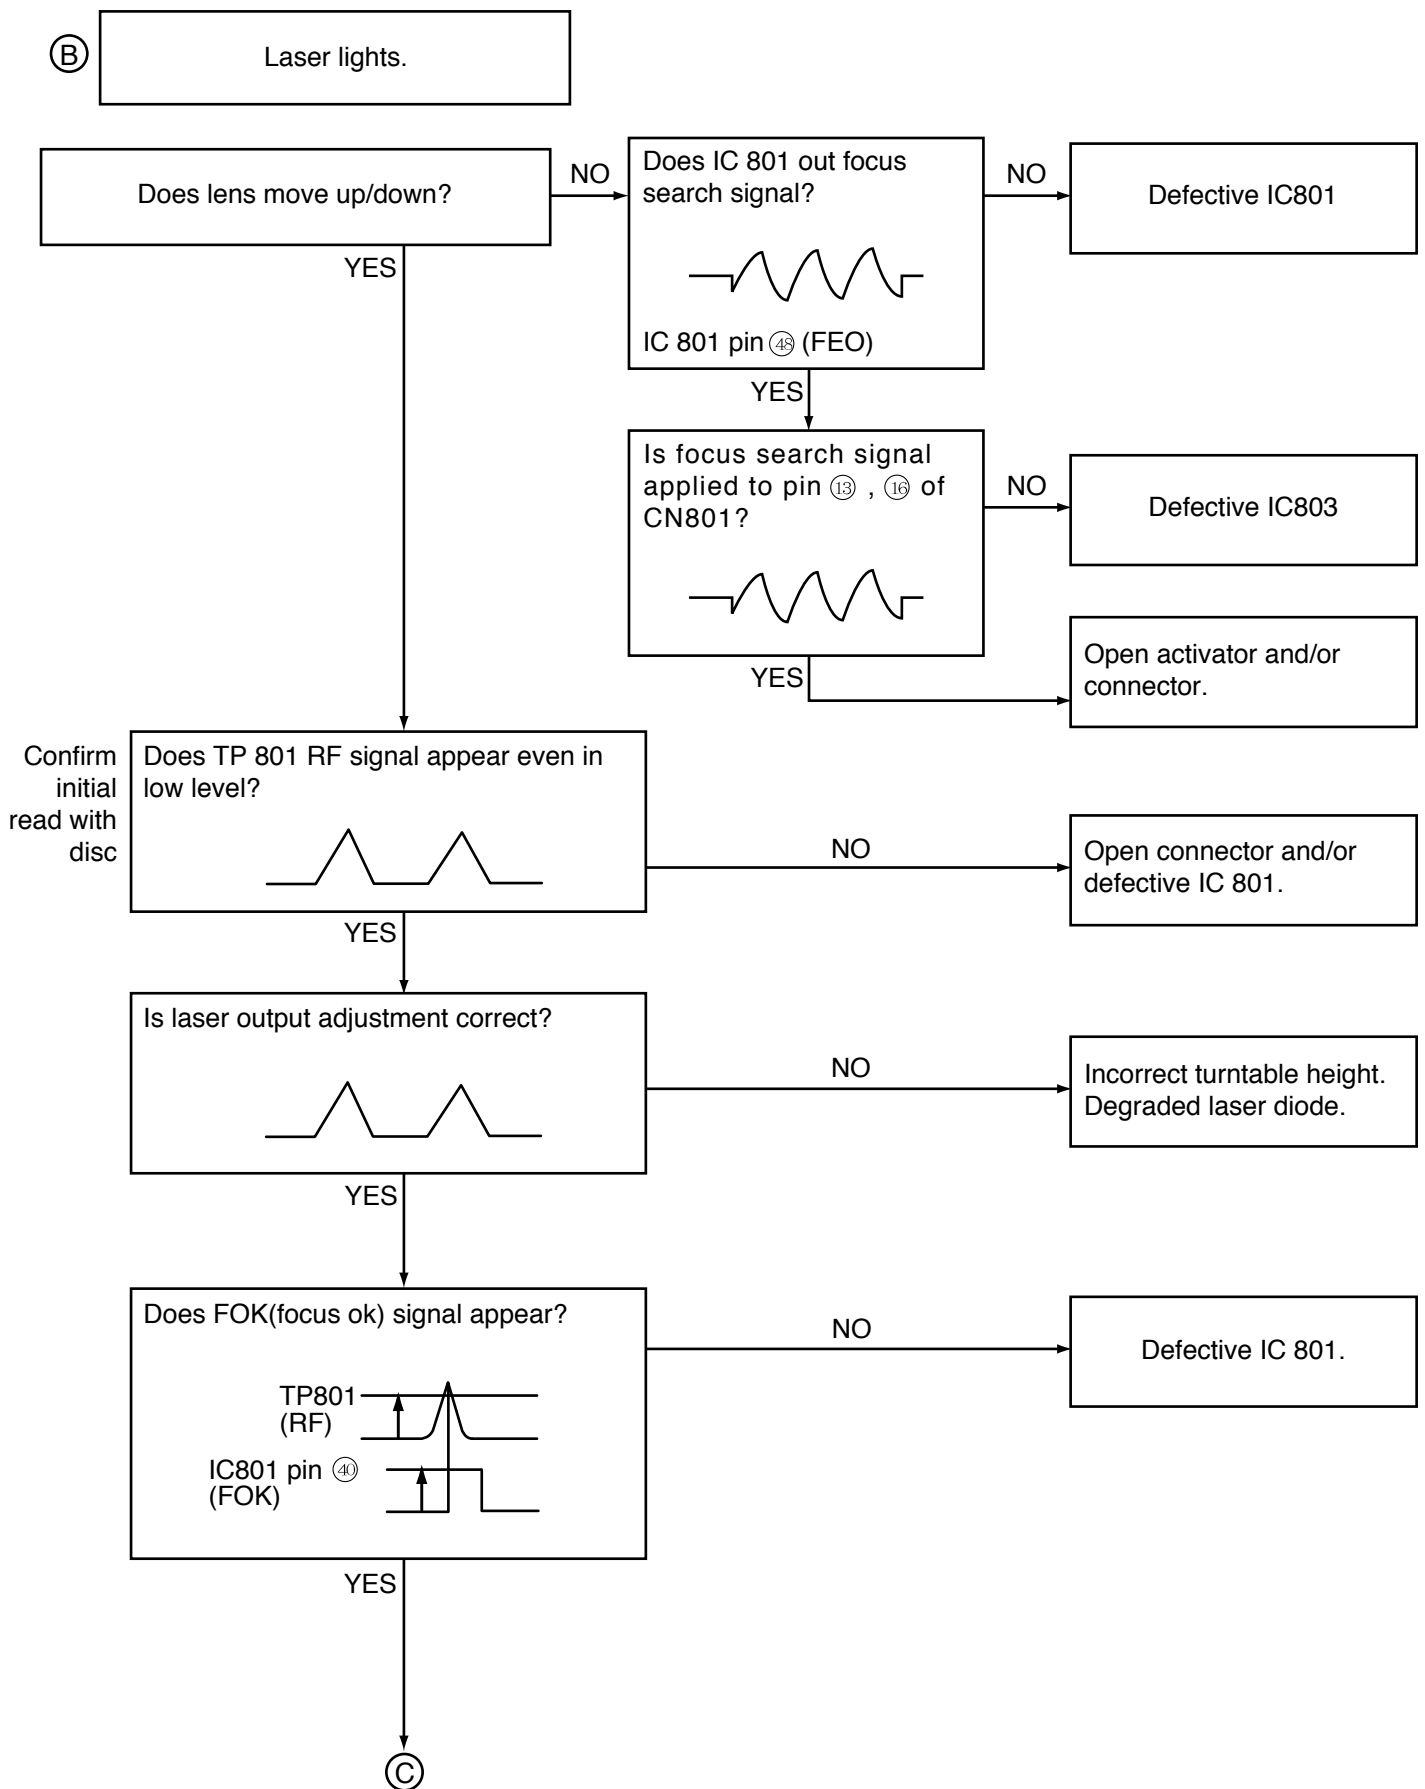 Ⓑ Laser lights.
Does lens move up/down?
NO
Does IC 801 out focus
search signal?
IC 801 pin ㊽ (FEO)
NO
Defective IC801
YES
YES
Is focus search signal
applied to pin ⑬ , ⑯ of
CN801?
NO
Defective IC803
YES
Open activator and/or
connector.
Confirm
initial
read with
disc
Does TP 801 RF signal appear even in
low level?
NO
Open connector and/or
defective IC 801.
YES
Is laser output adjustment correct?
NO
Incorrect turntable height.
Degraded laser diode.
YES
Does FOK(focus ok) signal appear?
TP801
(RF)
IC801 pin ㊵
(FOK)
NO
Defective IC 801.
YES
Ⓒ